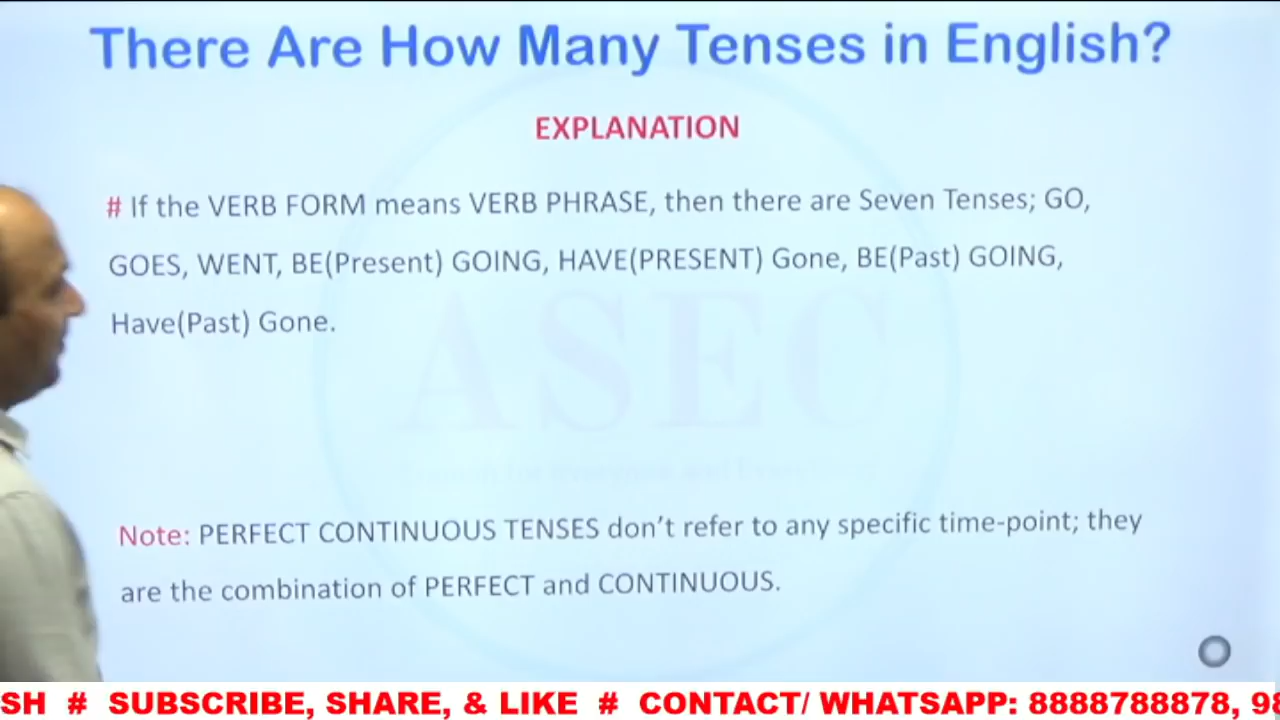 There Are How Many Tenses in English?
EXPLANATION
# If the VERB FORM means VERB PHRASE, then there are Seven Tenses; GO,
GOES, WENT, BE(Present) GOING, HAVE(PRESENT) Gone, BE(Past) GOING,
Have(Past) Gone.
ASEC
Note: PERFECT CONTINUOUS TENSES don't refer to any specific time-point; they
are the combination of PERFECT and CONTINUOUS.
SH # SUBSCRIBE, SHARE, & LIKE # CONTACT/ WHATSAPP: 8888788878, 98